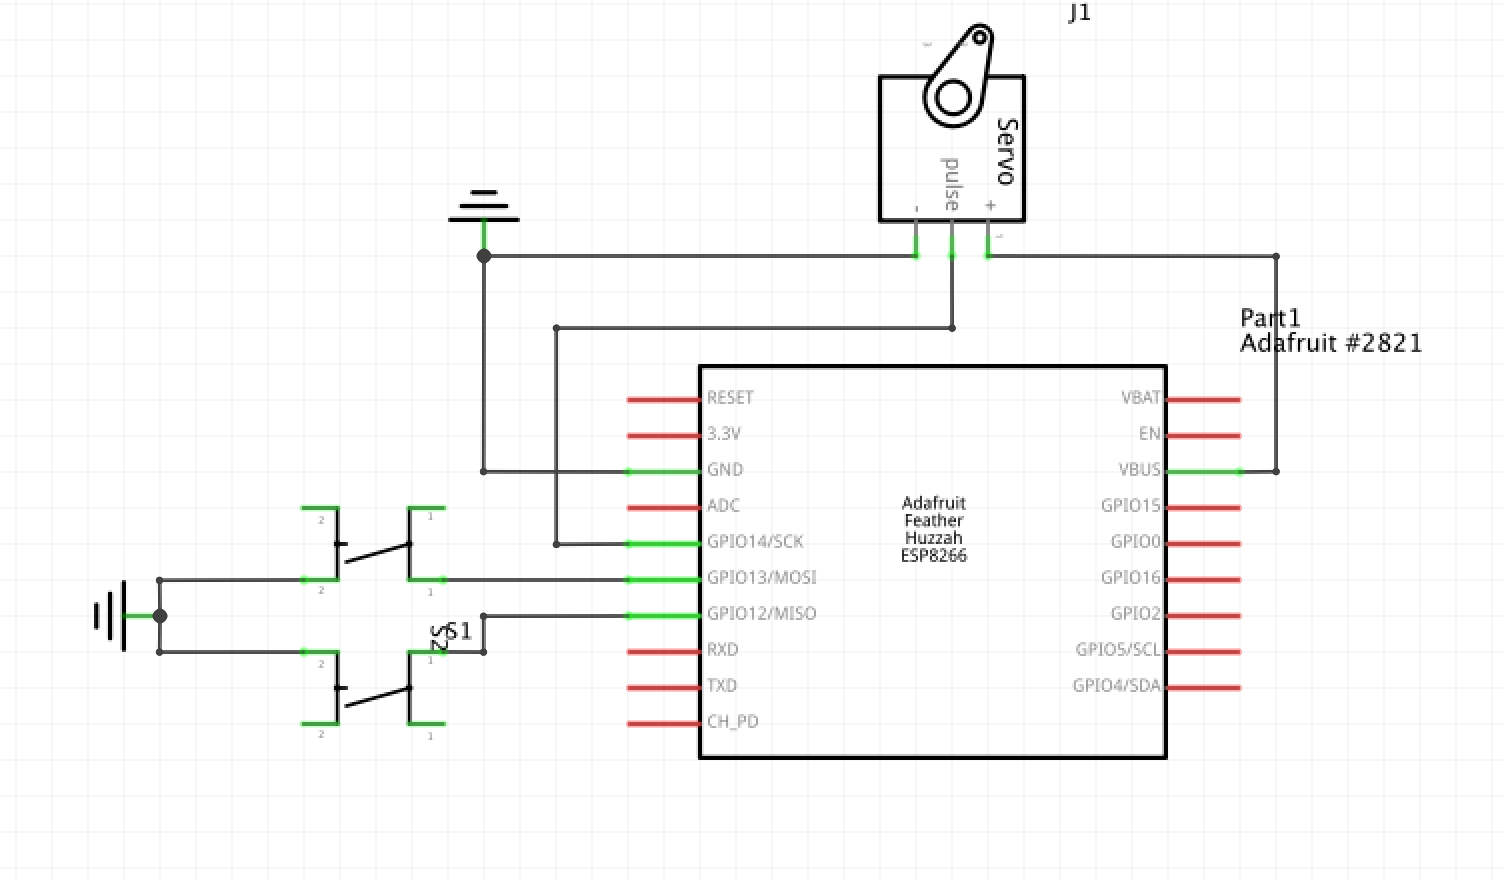 J1
Servo
- pulse +
Part1
Adafruit #2821
RESET
3.3V
GND
ADC
GPIO14/SCK
GPIO13/MOSI
GPIO12/MISO
RXD
TXD
CH_PD
Adafruit
Feather
Huzzah
ESP8266
VBAT
EN
VBUS
GPIO15
GPIO0
GPIO16
GPIO2
GPIO5/SCL
GPIO4/SDA
2 1
2 1
S2
S1
2 1
2 1